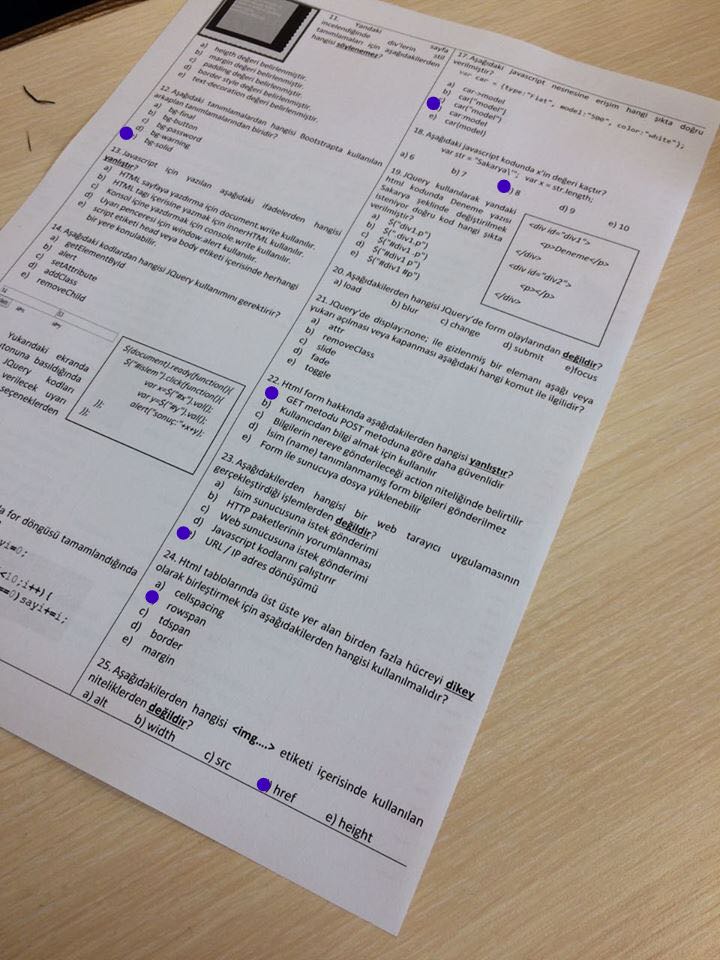 11. Yandaki div'lerin sayfa
incelendiğinde stil
tanımlamaları için aşağıdakilerden
hangisi söylenemez?
a) heigth değeri belirlenmiştir.
b) margin değeri belirlenmiştir.
c) padding değeri belirlenmiştir.
d) border style değeri belirlenmiştir.
e) text-decoration değeri belirlenmiştir.
12. Aşağıdaki tanımlamalardan hangisi Bootstrapta kullanılan
arkaplan tanımlamalarından biridir?
a) bg-final
b) bg-button
c) bg-password
bg-warning
bg-solid
13. Javascript için yazılan aşağıdaki ifadelerden hangisi
yanlıştır?
a) HTML sayfaya yazdırma için document.write kullanılır.
b) HTML tagı içerisine yazmak için innerHTML kullanılır.
c) Konsol içine yazdırmak için console.write kullanılır.
d) Uyarı penceresi için window.alert kullanılır.
e) script etiketi head veya body etiketi içerisinde herhangi
bir yere konulabilir.
14. Aşağıdaki kodlardan hangisi JQuery kullanımını gerektirir?
a) getElementById
b) alert
c) setAttribute
d) addClass
e) removeChild
Yukarıdaki ekranda
tonuna basıldığında
JQuery kodları
verilecek uyarı
seçeneklerden
$(document).ready(function(){
$("#islem").click(function(){
var x=$("#x").val();
var y=$("#y").val();
alert("sonuç:"+x+y);
});
});
la for döngüsü tamamlandığında
yi=0;
<10;i++){
==0)sayi+=i;
17. Aşağıdaki javascript nesnesine erişim hangi şıkta doğru
verilmiştir?
var car = {type:"Fiat", model:"500", color:"white"};
a) car->model
b) car["model"]
car("model")
car.model
e) car(model)
18. Aşağıdaki javascript kodunda x'in değeri kaçtır?
var str = "Sakarya\"; var x = str.length;
a) 6 b) 7 8 d) 9 e) 10
19. JQuery kullanılarak yandaki
html kodunda Deneme yazısı
Sakarya şeklinde değiştirilmek
isteniyor doğru kod hangi şıkta
verilmiştir?
a) $("div1.p")
b) $("div1 p")
c) $("#div1 .p")
d) $("#div1 p")
e) $("#div1 #p")
<div id="div1">
<p>Deneme</p>
</div>
<div id="div2">
<p></p>
</div>
20. Aşağıdakilerden hangisi JQuery'de form olaylarından değildir?
a) load b) blur c) change d) submit e)focus
21. JQuery'de display:none; ile gizlenmiş bir elemanı aşağı veya
yukarı açılması veya kapanması aşağıdaki hangi komut ile ilgilidir?
a) attr
b) removeClass
c) slide
d) fade
e) toggle
22. Html form hakkında aşağıdakilerden hangisi yanlıştır?
GET metodu POST metoduna göre daha güvenlidir
b) Kullanıcıdan bilgi almak için kullanılır
c) Bilgilerin nereye gönderileceği action niteliğinde belirtilir
d) İsim (name) tanımlanmamış form bilgileri gönderilmez
e) Form ile sunucuya dosya yüklenebilir
23. Aşağıdakilerden hangisi bir web tarayıcı uygulamasının
gerçekleştirdiği işlemlerden değildir?
a) İsim sunucusuna istek gönderimi
b) HTTP paketlerinin yorumlanması
c) Web sunucusuna istek gönderimi
d) Javascript kodlarını çalıştırır
e) URL / IP adres dönüşümü
24. Html tablolarında üst üste yer alan birden fazla hücreyi dikey
olarak birleştirmek için aşağıdakilerden hangisi kullanılmalıdır?
a) cellspacing
rowspan
c) tdspan
d) border
e) margin
25. Aşağıdakilerden hangisi <img....> etiketi içerisinde kullanılan
niteliklerden değildir?
a) alt b) width c) src href e) height